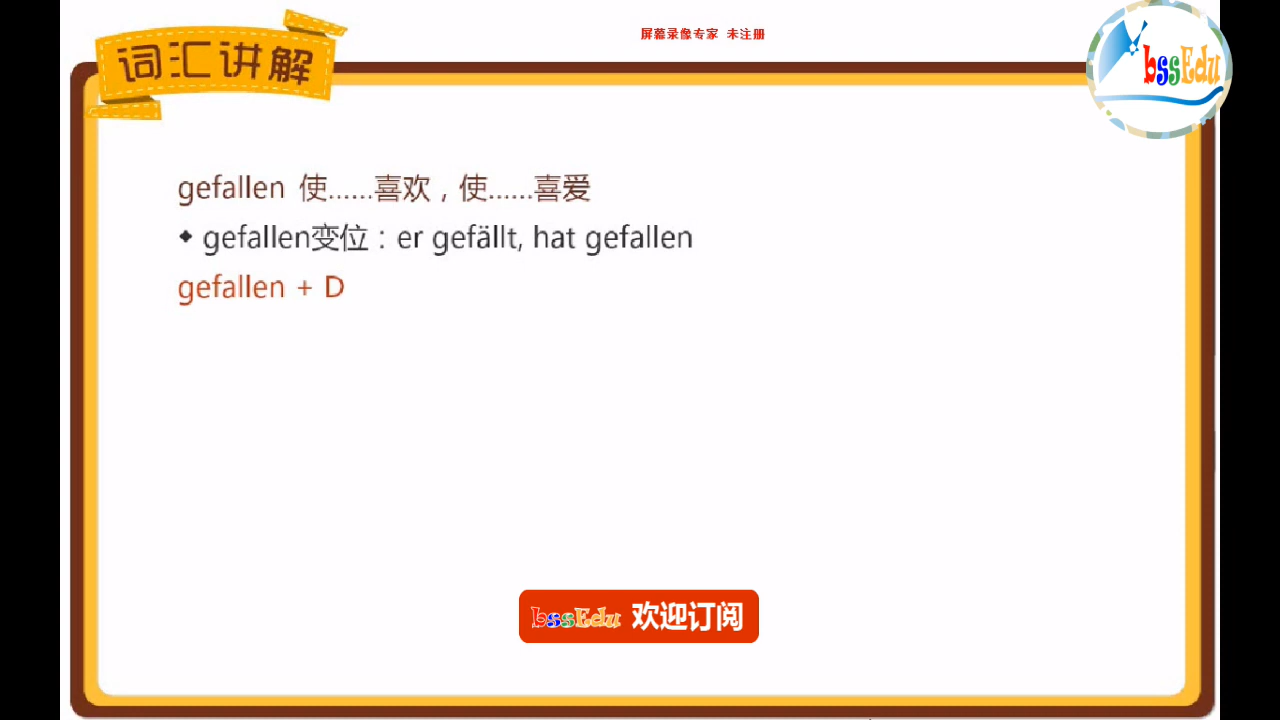 屏幕录像专家 未注册
词汇讲解
bssEdu
gefallen 使……喜欢，使……喜爱
◆ gefallen变位：er gefällt, hat gefallen
gefallen + D
bssEdu 欢迎订阅